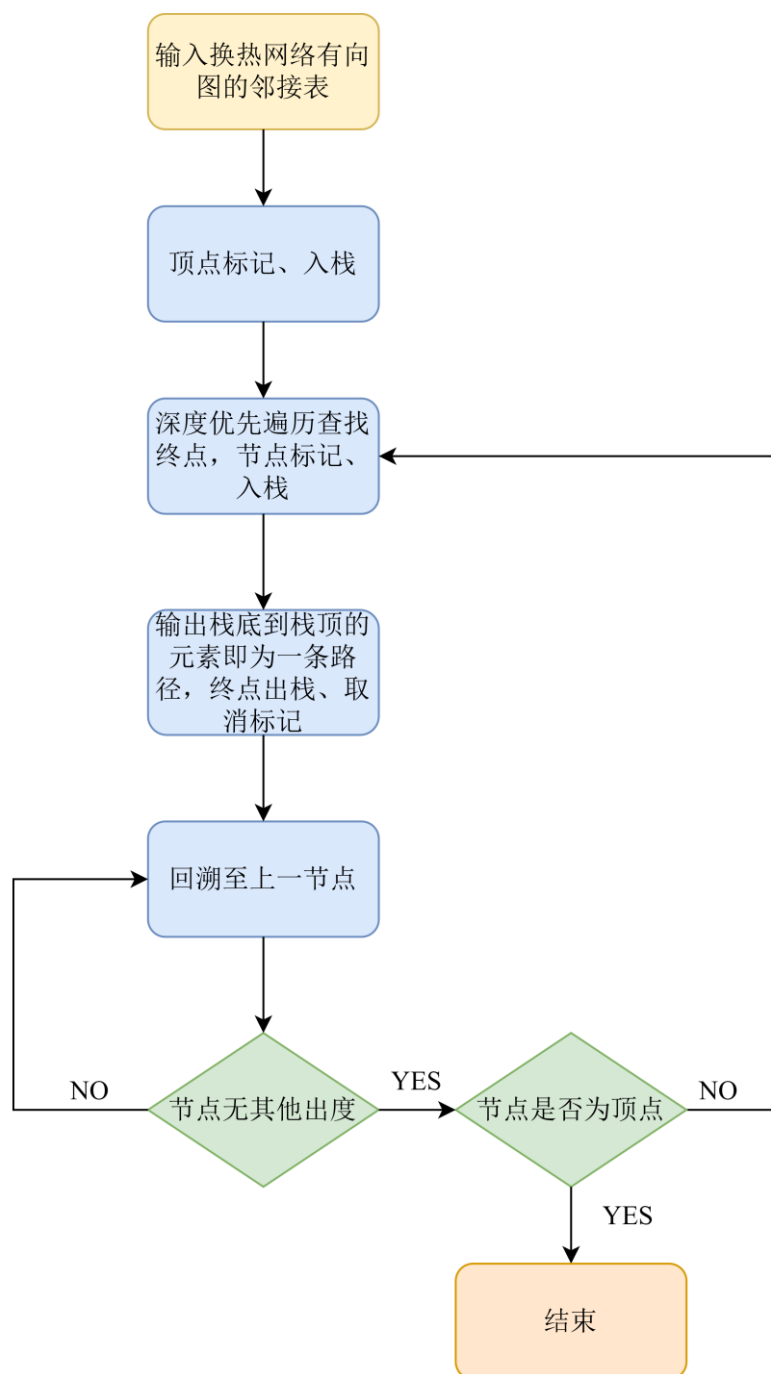 输入换热网络有向
图的邻接表
顶点标记、入栈
深度优先遍历查找
终点，节点标记、
入栈
输出栈底到栈顶的
元素即为一条路
径，终点出栈、取
消标记
回溯至上一节点
NO
节点无其他出度
YES
节点是否为顶点
NO
YES
结束